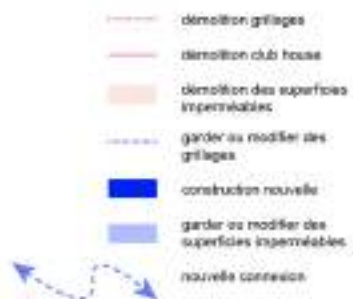 démolition grillages
démolition club house
démolition des superficies
imperméables
garder ou modifier des
grillages
construction nouvelle
garder ou modifier des
superficies imperméables
nouvelle connexion